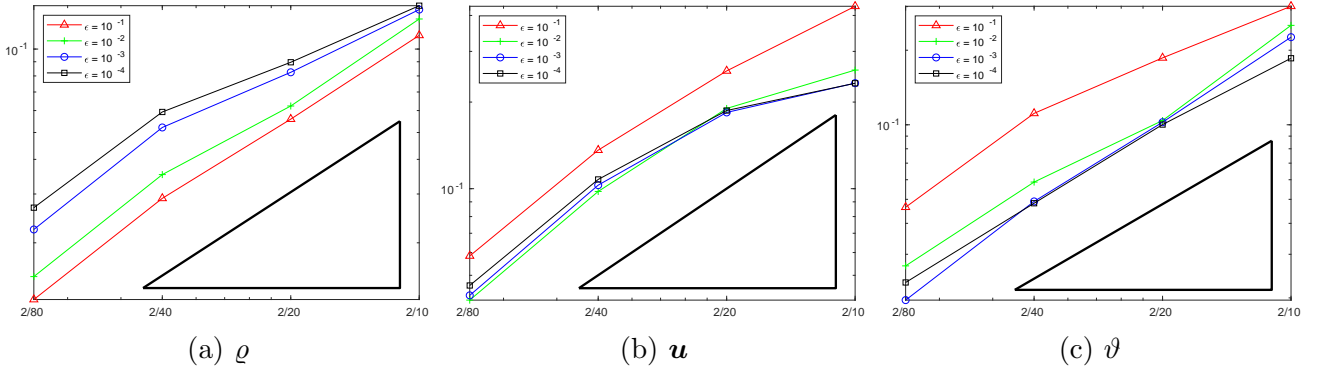 ϵ = 10 -1
ϵ = 10 -2
ϵ = 10 -3
ϵ = 10 -4
10 -1
2/80 2/40 2/20 2/10
(a) ϱ
ϵ = 10 -1
ϵ = 10 -2
ϵ = 10 -3
ϵ = 10 -4
10 -1
2/80 2/40 2/20 2/10
(b) u
ϵ = 10 -1
ϵ = 10 -2
ϵ = 10 -3
ϵ = 10 -4
10 -1
2/80 2/40 2/20 2/10
(c) ϑ